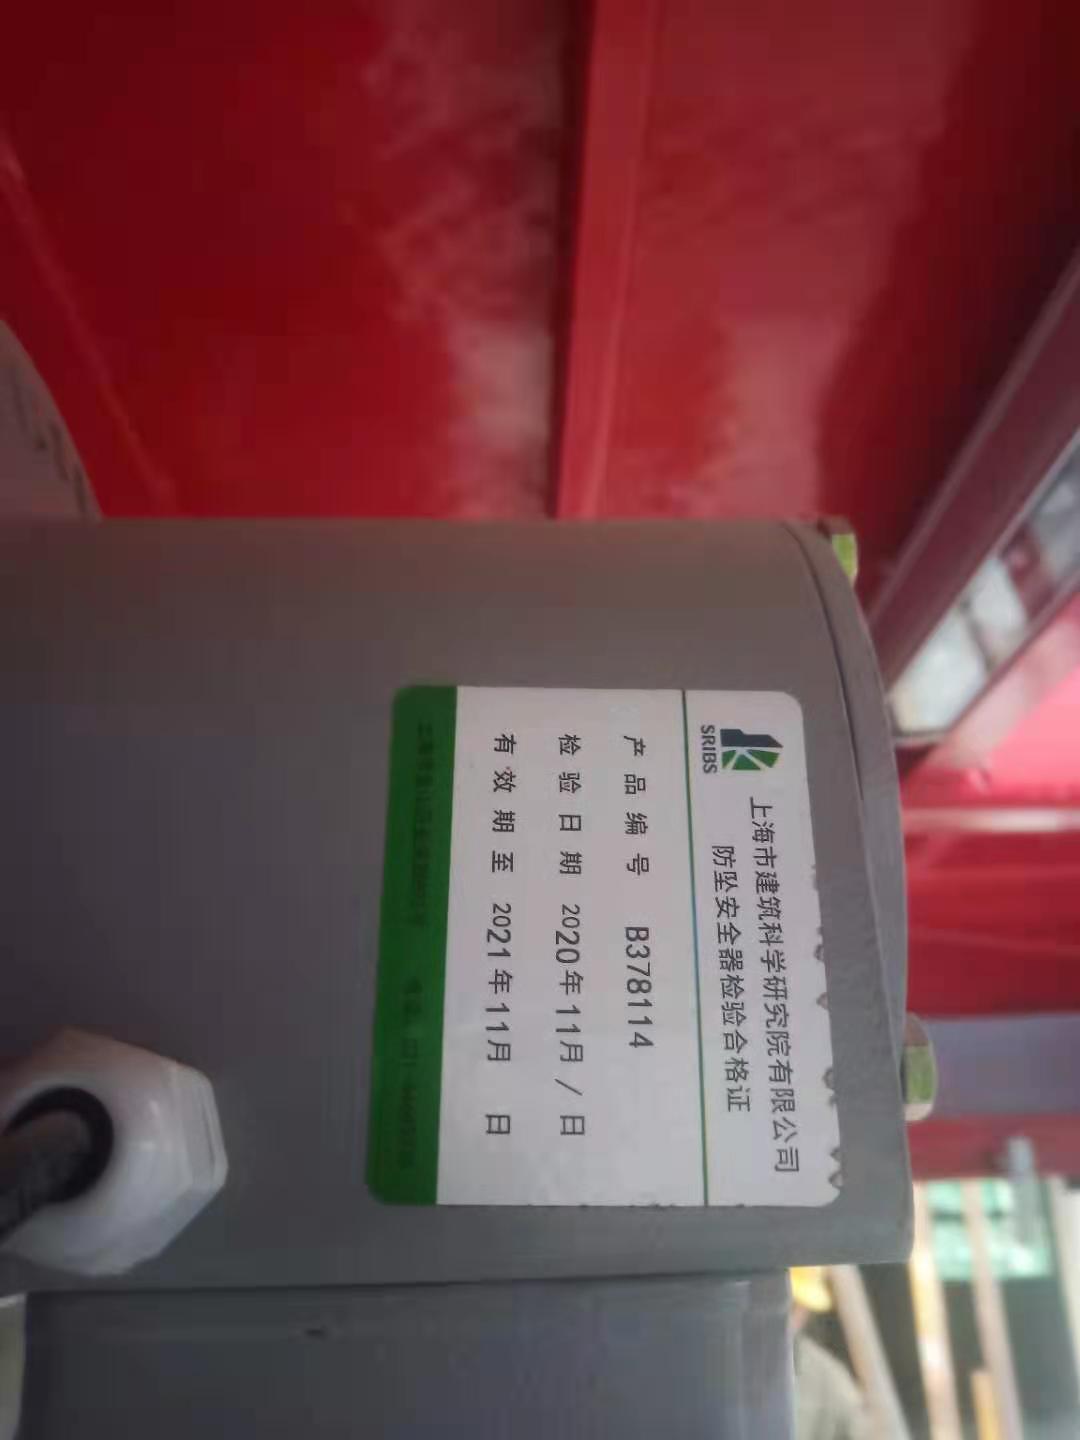 SRIBS
上海市建筑科学研究院有限公司
防坠安全器检验合格证
产品编号 B378114
检验日期 2020年11月/日
有效期至 2021年11月 日